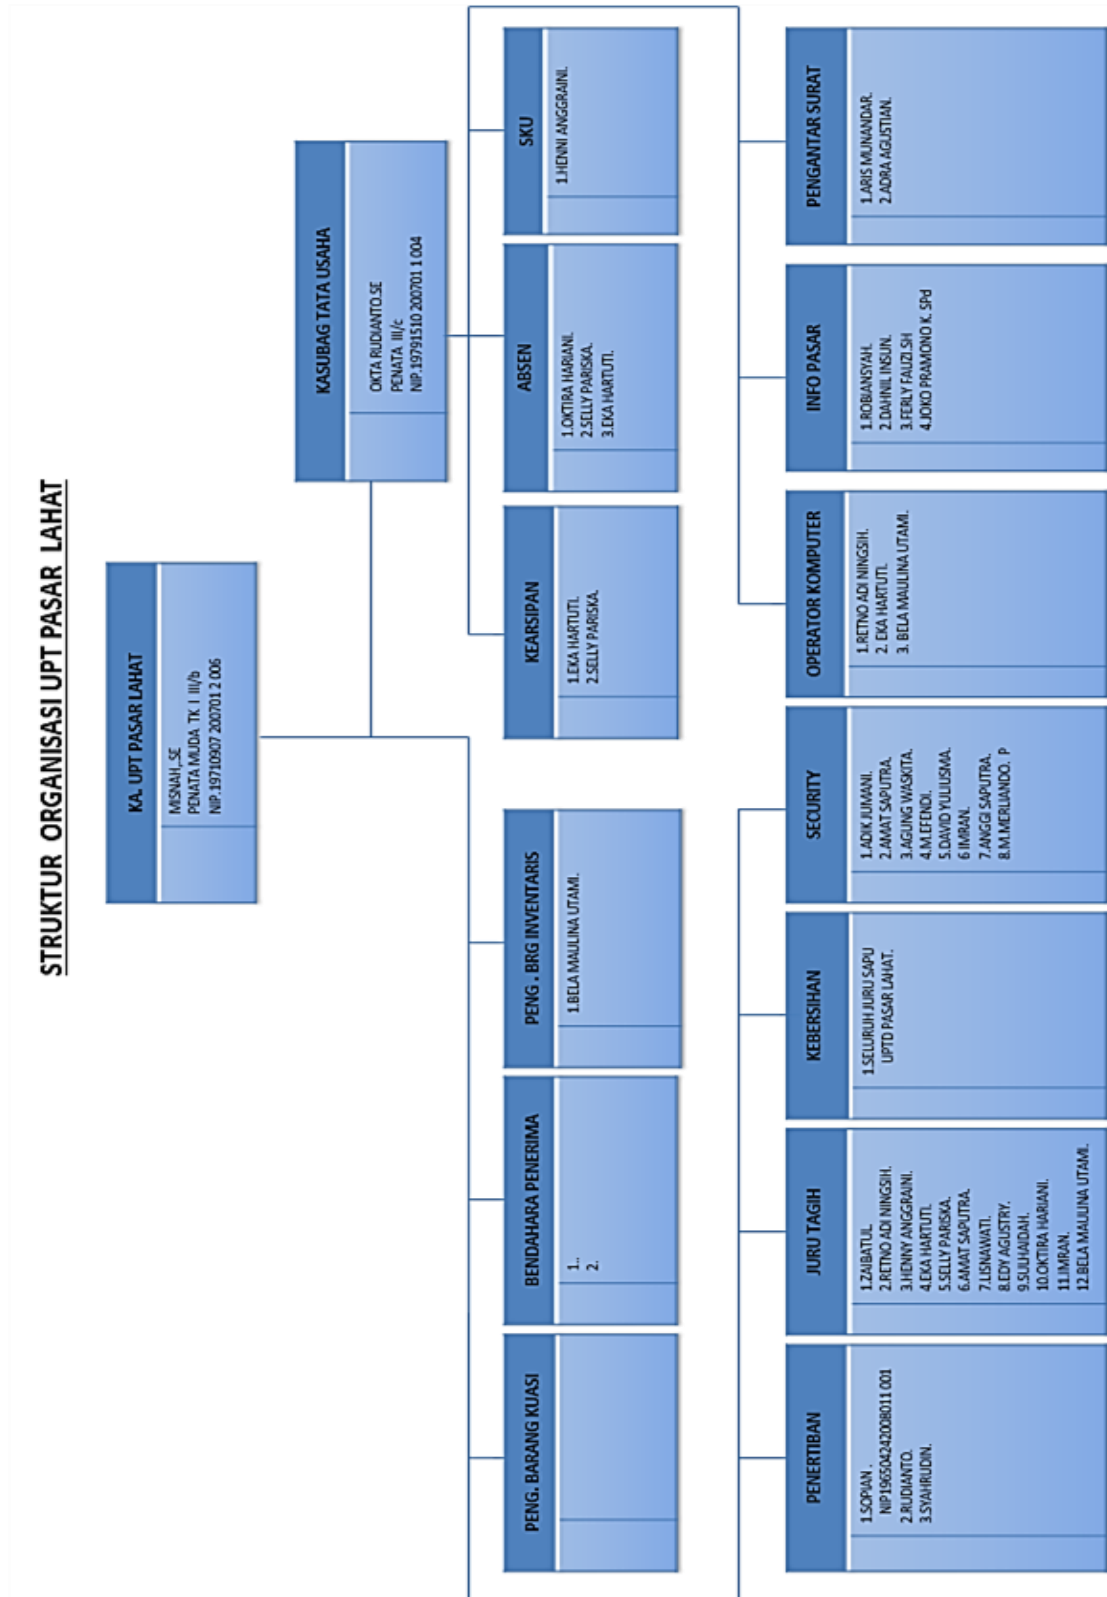 STRUKTUR ORGANISASI UPT PASAR LAHAT
KA. UPT PASAR LAHAT
MISNAH,.SE
PENATA MUDA TK I III/b
NIP.19710907 200701 2 006
KASUBAG TATA USAHA
OKTA RUDIANTO.SE
PENATA III/c
NIP.19791510 200701 1 004
PENG. BARANG KUASI
BENDAHARA PENERIMA
1..
2.
PENG . BRG INVENTARIS
1.BELA MAULINA UTAMI.
KEARSIPAN
1.EKA HARTUTI.
2.SELLY PARISKA.
ABSEN
1.OKTIRA HARIANI.
2.SELLY PARISKA.
3.EKA HARTUTI.
SKU
1.HENNI ANGGRAINI.
PENERTIBAN
1.SOPIAN .
NIP196504242008011 001
2.RUDIANTO.
3.SYAHRUDIN.
JURU TAGIH
1.ZAIBATUL.
2.RETNO ADI NINGSIH.
3.HENNY ANGGRAINI.
4.EKA HARTUTI.
5.SELLY PARISKA.
6.AMAT SAPUTRA.
7.LISNAWATI.
8.EDY AGUSTRY.
9.SULHAIDAH.
10.OKTIRA HARIANI.
11.IMRAN.
12.BELA MAULINA UTAMI.
KEBERSIHAN
1.SELURUH JURU SAPU
UPTD PASAR LAHAT.
SECURITY
1.ADIK JUMANI.
2.AMAT SAPUTRA.
3.AGUNG WASKITA.
4.M.EFENDI.
5.DAVID YULIUSMA.
6 IMRAN.
7.ANGGI SAPUTRA.
8.M.MERLIANDO. P
OPERATOR KOMPUTER
1.RETNO ADI NINGSIH.
2. EKA HARTUTI.
3. BELA MAULINA UTAMI.
INFO PASAR
1.ROBIANSYAH.
2.DAHNIL INSUN.
3.FERLY FAUZI.SH
4.JOKO PRAMONO K. SPd
PENGANTAR SURAT
1.ARIS MUNANDAR.
2.ADRA AGUSTIAN.